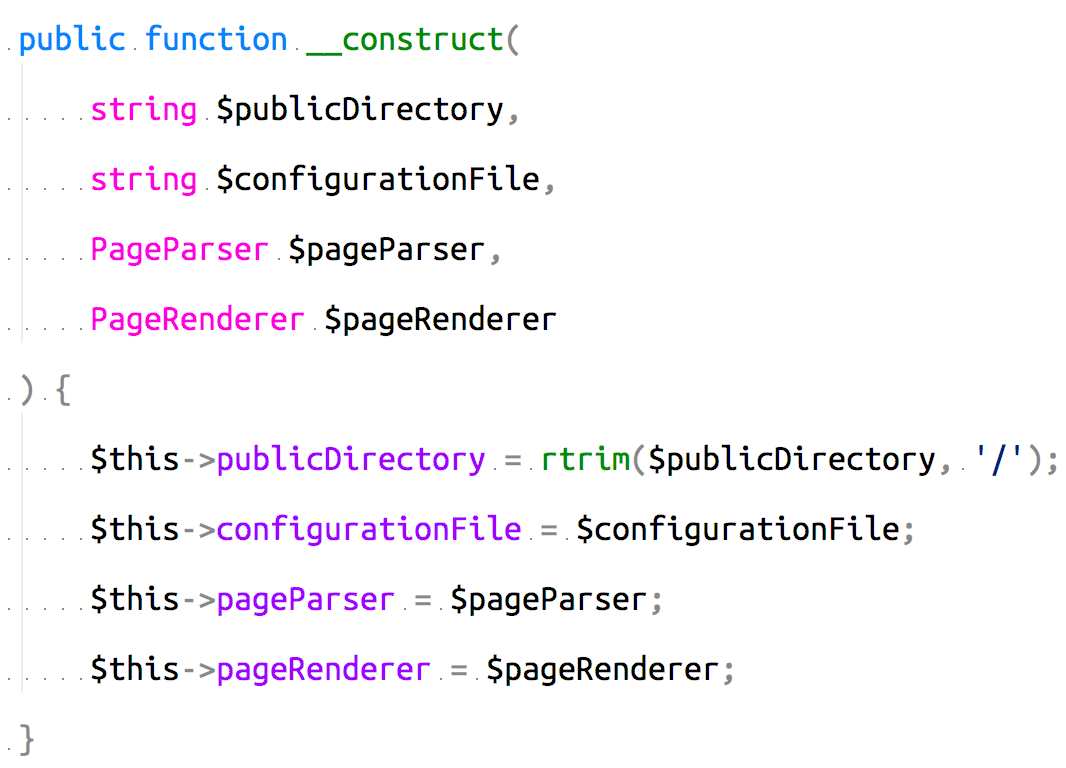 public function __construct(
    string $publicDirectory,
    string $configurationFile,
    PageParser $pageParser,
    PageRenderer $pageRenderer
) {
    $this->publicDirectory = rtrim($publicDirectory, '/');
    $this->configurationFile = $configurationFile;
    $this->pageParser = $pageParser;
    $this->pageRenderer = $pageRenderer;
}